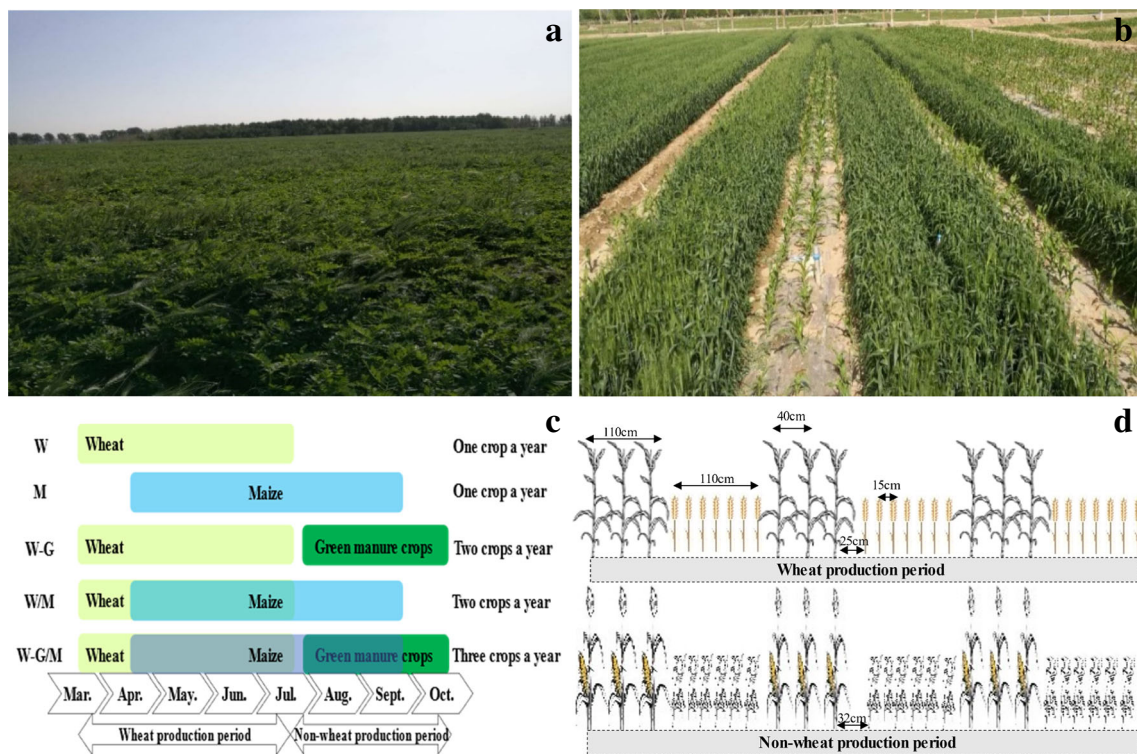 a
b
c
W
Wheat
One crop a year
M
Maize
One crop a year
W-G
Wheat
Green manure crops
Two crops a year
W/M
Wheat
Maize
Two crops a year
W-G/M
Wheat
Maize
Green manure crops
Three crops a year
Mar.
Apr.
May.
Jun.
Jul.
Aug.
Sept.
Oct.
Wheat production period
Non-wheat production period
d
40cm
110cm
110cm
15cm
25cm
Wheat production period
32cm
Non-wheat production period